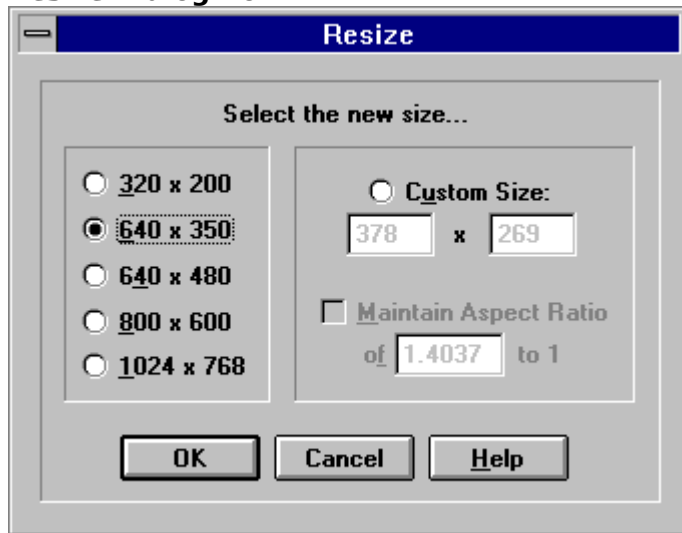 Resize
Select the new size...
320 x 200
640 x 350
640 x 480
800 x 600
1024 x 768
Custom Size:
378 x 269
Maintain Aspect Ratio
of 1.4037 to 1
OK Cancel Help